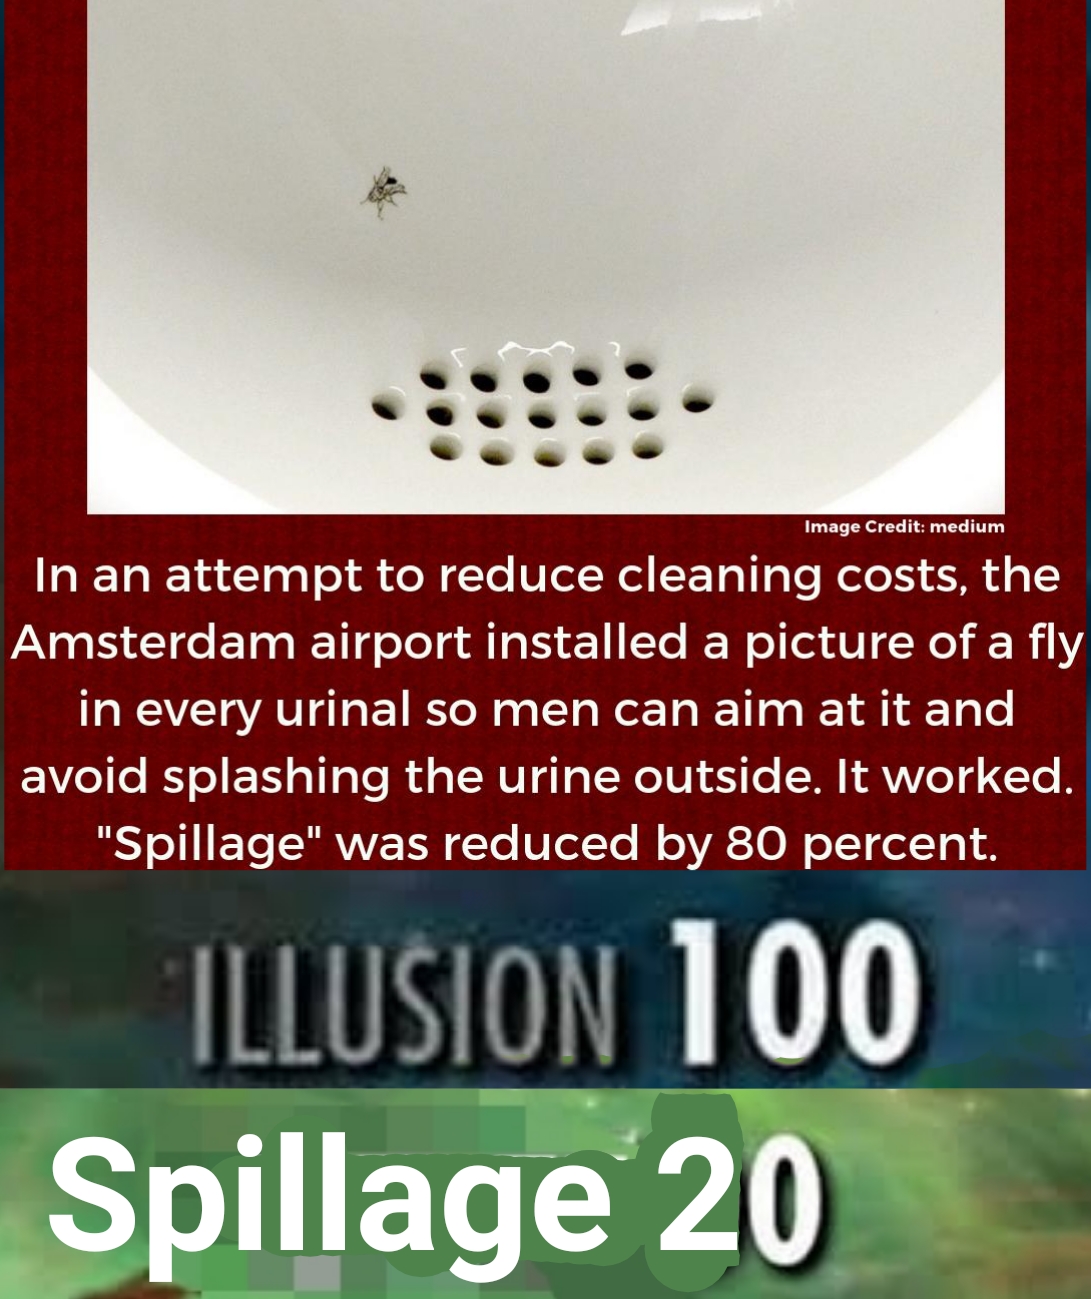 Image Credit: medium
In an attempt to reduce cleaning costs, the
Amsterdam airport installed a picture of a fly
in every urinal so men can aim at it and
avoid splashing the urine outside. It worked.
"Spillage" was reduced by 80 percent.
ILLUSION 100
Spillage 20